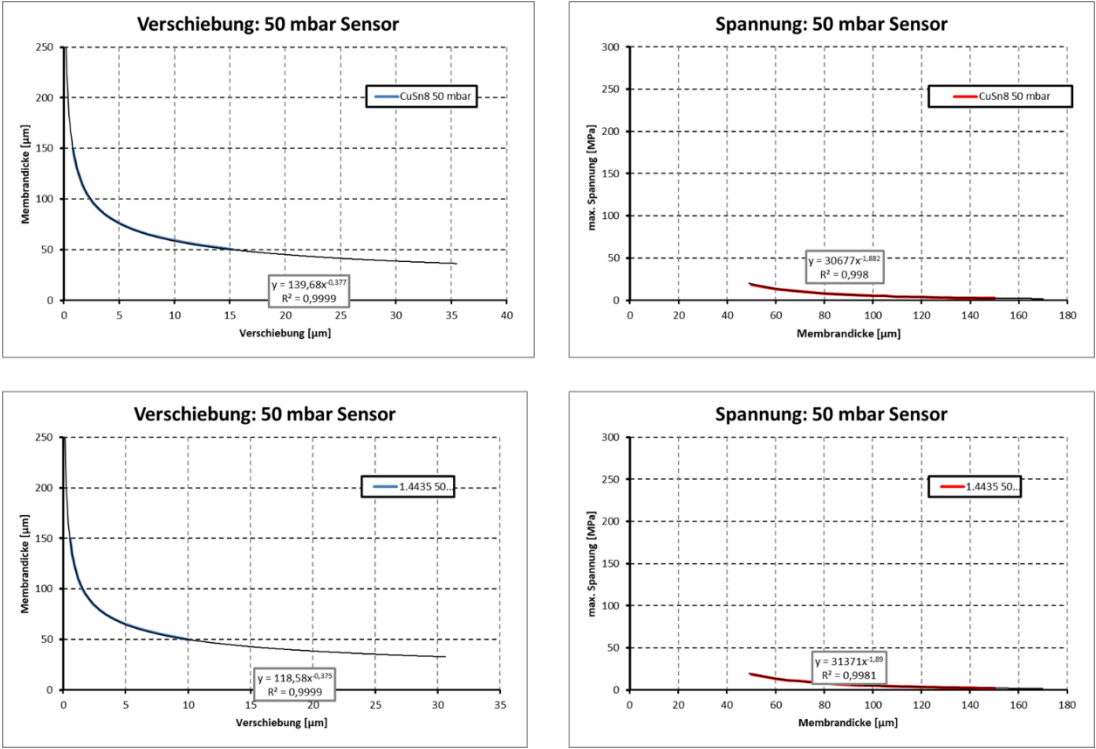 Verschiebung: 50 mbar Sensor
250
200
150
100
50
0
Membrandicke [µm]
CuSn8 50 mbar
y = 139,68x^-0,377
R² = 0,9999
0 5 10 15 20 25 30 35 40
Verschiebung [µm]
Spannung: 50 mbar Sensor
300
250
200
150
100
50
0
max. Spannung [MPa]
CuSn8 50 mbar
y = 30677x^-1,882
R² = 0,998
0 20 40 60 80 100 120 140 160 180
Membrandicke [µm]
Verschiebung: 50 mbar Sensor
250
200
150
100
50
0
Membrandicke [µm]
1.4435 50...
y = 118,58x^-0,375
R² = 0,9999
0 5 10 15 20 25 30 35
Verschiebung [µm]
Spannung: 50 mbar Sensor
300
250
200
150
100
50
0
max. Spannung [MPa]
1.4435 50...
y = 31371x^-1,89
R² = 0,9981
0 20 40 60 80 100 120 140 160 180
Membrandicke [µm]